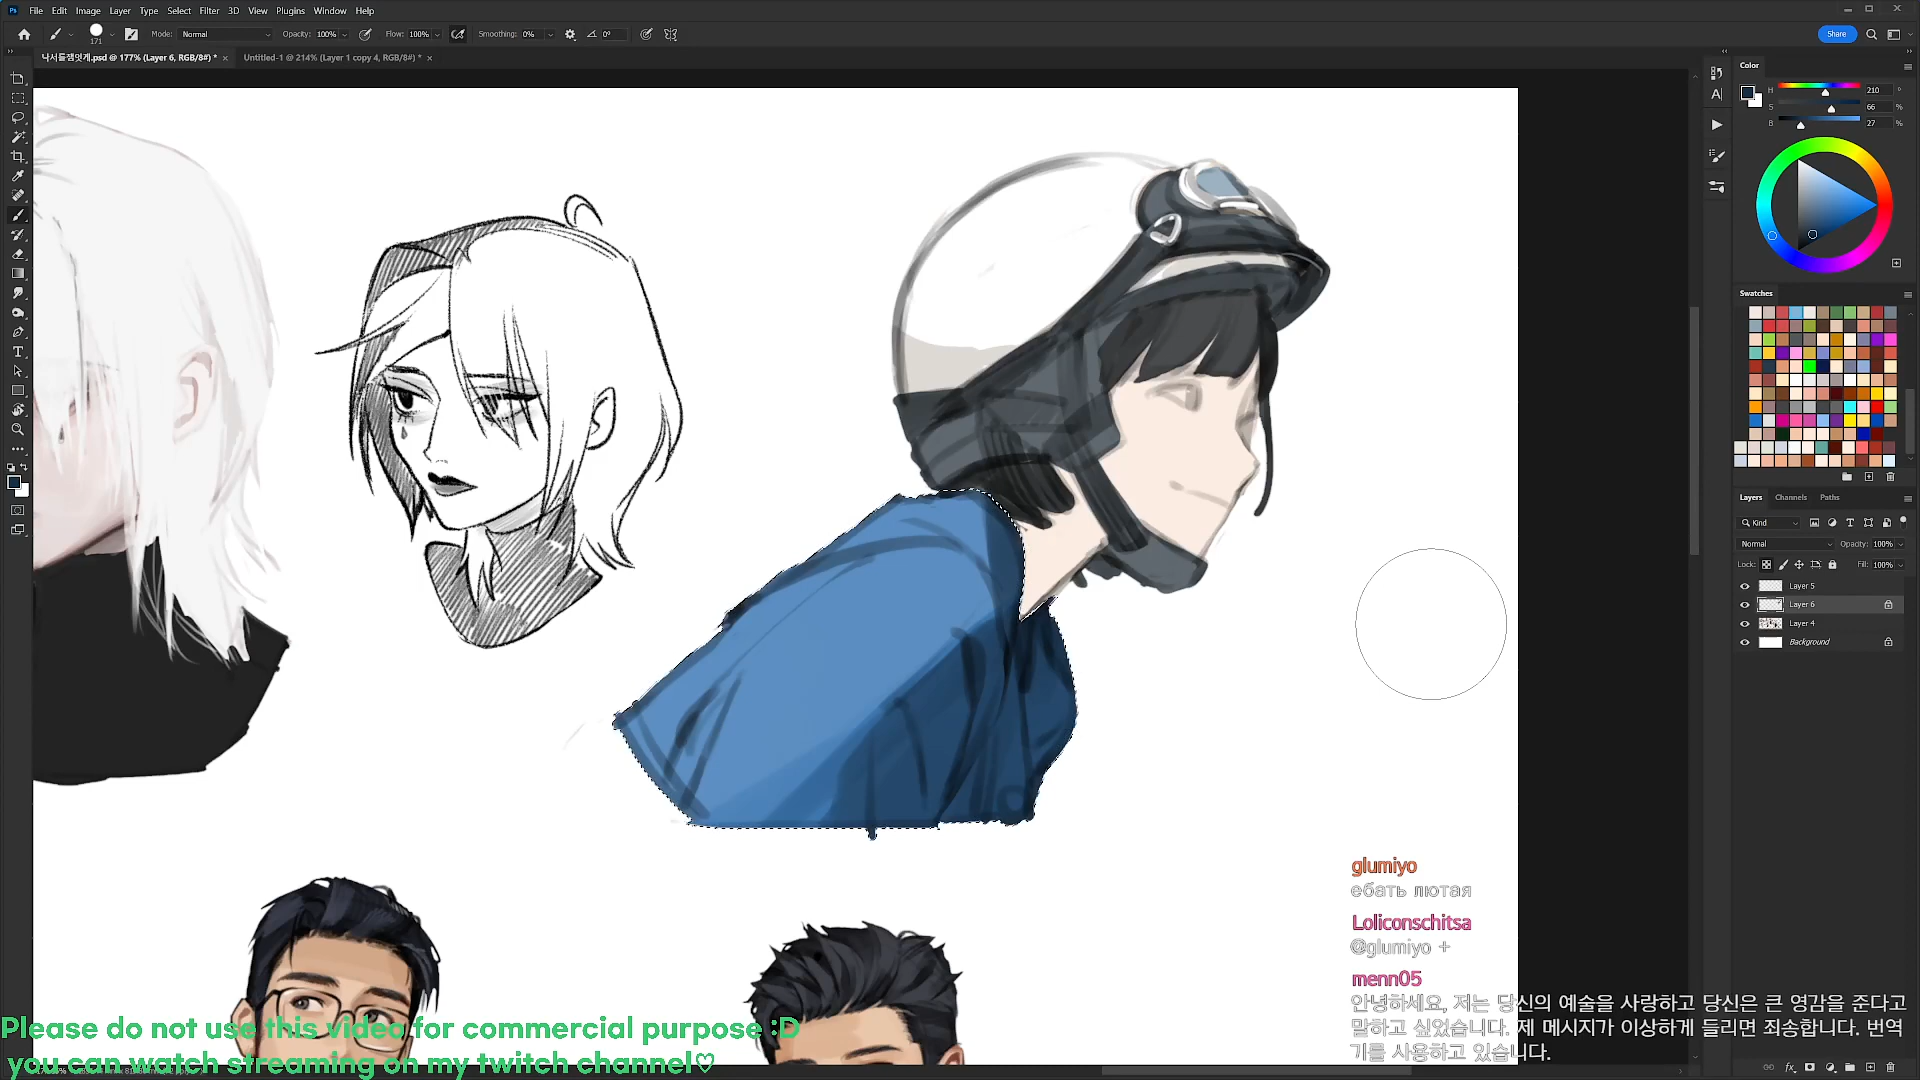 File Edit Image Layer Type Select Filter 3D View Plugins Window Help
171 Mode: Normal Opacity: 100% Flow: 100% Smoothing: 0% 0° Share
나서들잼엇게.psd @ 177% (Layer 6, RGB/8#) * Untitled-1 @ 214% (Layer 1 copy 4, RGB/8#) *
Color
H 210 °
S 66 %
B 27 %
Swatches
Layers Channels Paths
Kind
Normal Opacity: 100%
Lock: Fill: 100%
Layer 5
Layer 6
Layer 4
Background
glumiyo
ебать лютая
Loliconschitsa
@glumiyo +
menn05
안녕하세요, 저는 당신의 예술을 사랑하고 당신은 큰 영감을 준다고
말하고 싶었습니다. 제 메시지가 이상하게 들리면 죄송합니다. 번역
기를 사용하고 있습니다.
Please do not use this video for commercial purpose :D
you can watch streaming on my twitch channel♡